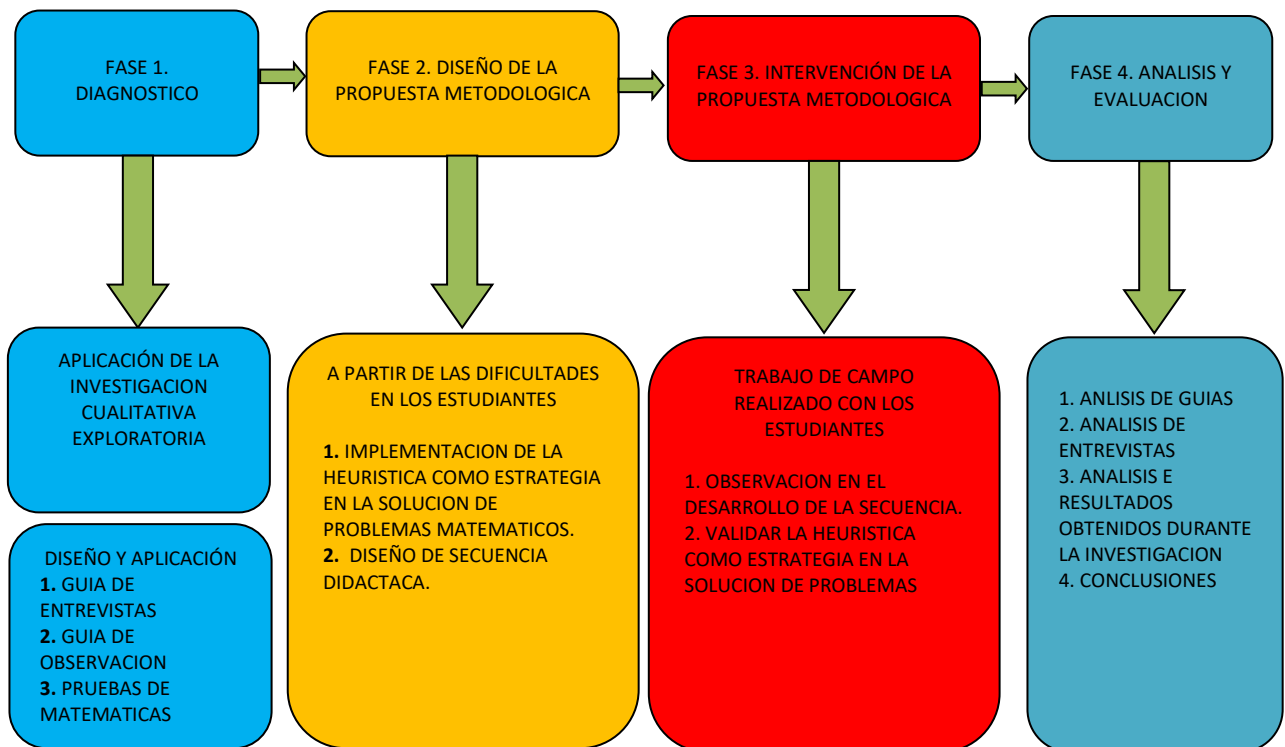 FASE 1.
DIAGNOSTICO
FASE 2. DISEÑO DE LA
PROPUESTA METODOLOGICA
FASE 3. INTERVENCIÓN DE LA
PROPUESTA METODOLOGICA
FASE 4. ANALISIS Y
EVALUACION
APLICACIÓN DE LA
INVESTIGACION
CUALITATIVA
EXPLORATORIA
DISEÑO Y APLICACIÓN
1. GUIA DE
ENTREVISTAS
2. GUIA DE
OBSERVACION
3. PRUEBAS DE
MATEMATICAS
A PARTIR DE LAS DIFICULTADES
EN LOS ESTUDIANTES
1. IMPLEMENTACION DE LA
HEURISTICA COMO ESTRATEGIA
EN LA SOLUCION DE
PROBLEMAS MATEMATICOS.
2. DISEÑO DE SECUENCIA
DIDACTACA.
TRABAJO DE CAMPO
REALIZADO CON LOS
ESTUDIANTES
1. OBSERVACION EN EL
DESARROLLO DE LA SECUENCIA.
2. VALIDAR LA HEURISTICA
COMO ESTRATEGIA EN LA
SOLUCION DE PROBLEMAS
1. ANLISIS DE GUIAS
2. ANALISIS DE
ENTREVISTAS
3. ANALISIS E
RESULTADOS
OBTENIDOS DURANTE
LA INVESTIGACION
4. CONCLUSIONES